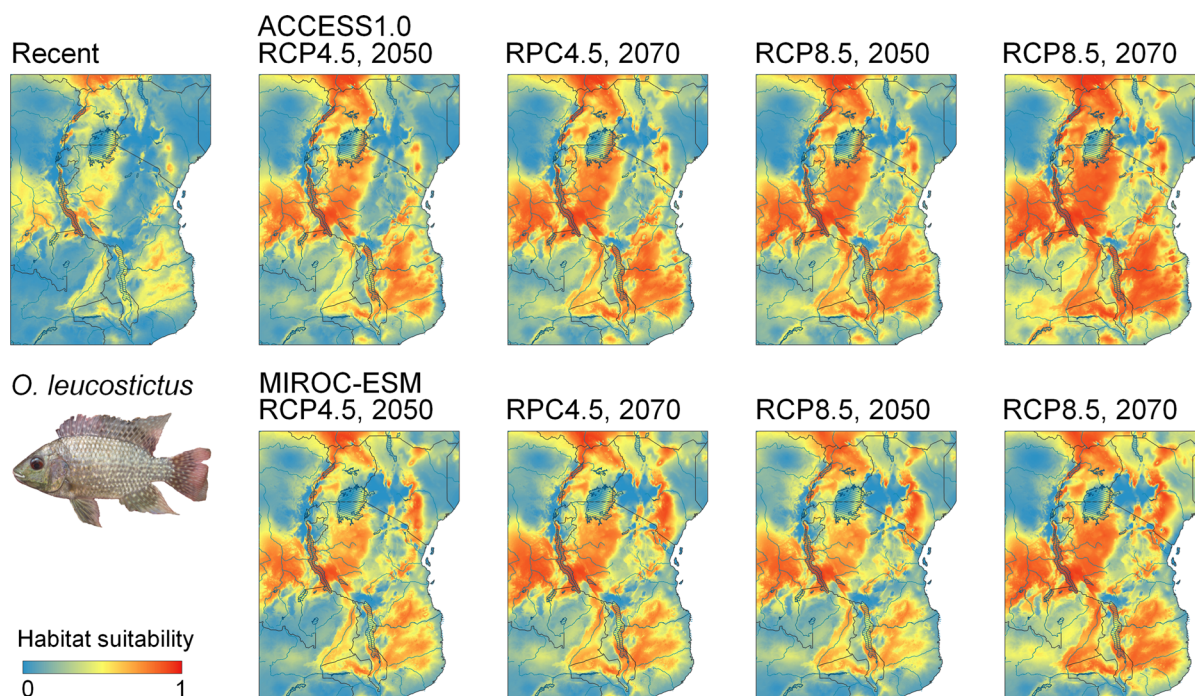 Recent
ACCESS1.0
RCP4.5, 2050
RPC4.5, 2070
RCP8.5, 2050
RCP8.5, 2070
O. leucostictus
MIROC-ESM
RCP4.5, 2050
RPC4.5, 2070
RCP8.5, 2050
RCP8.5, 2070
Habitat suitability
0 1